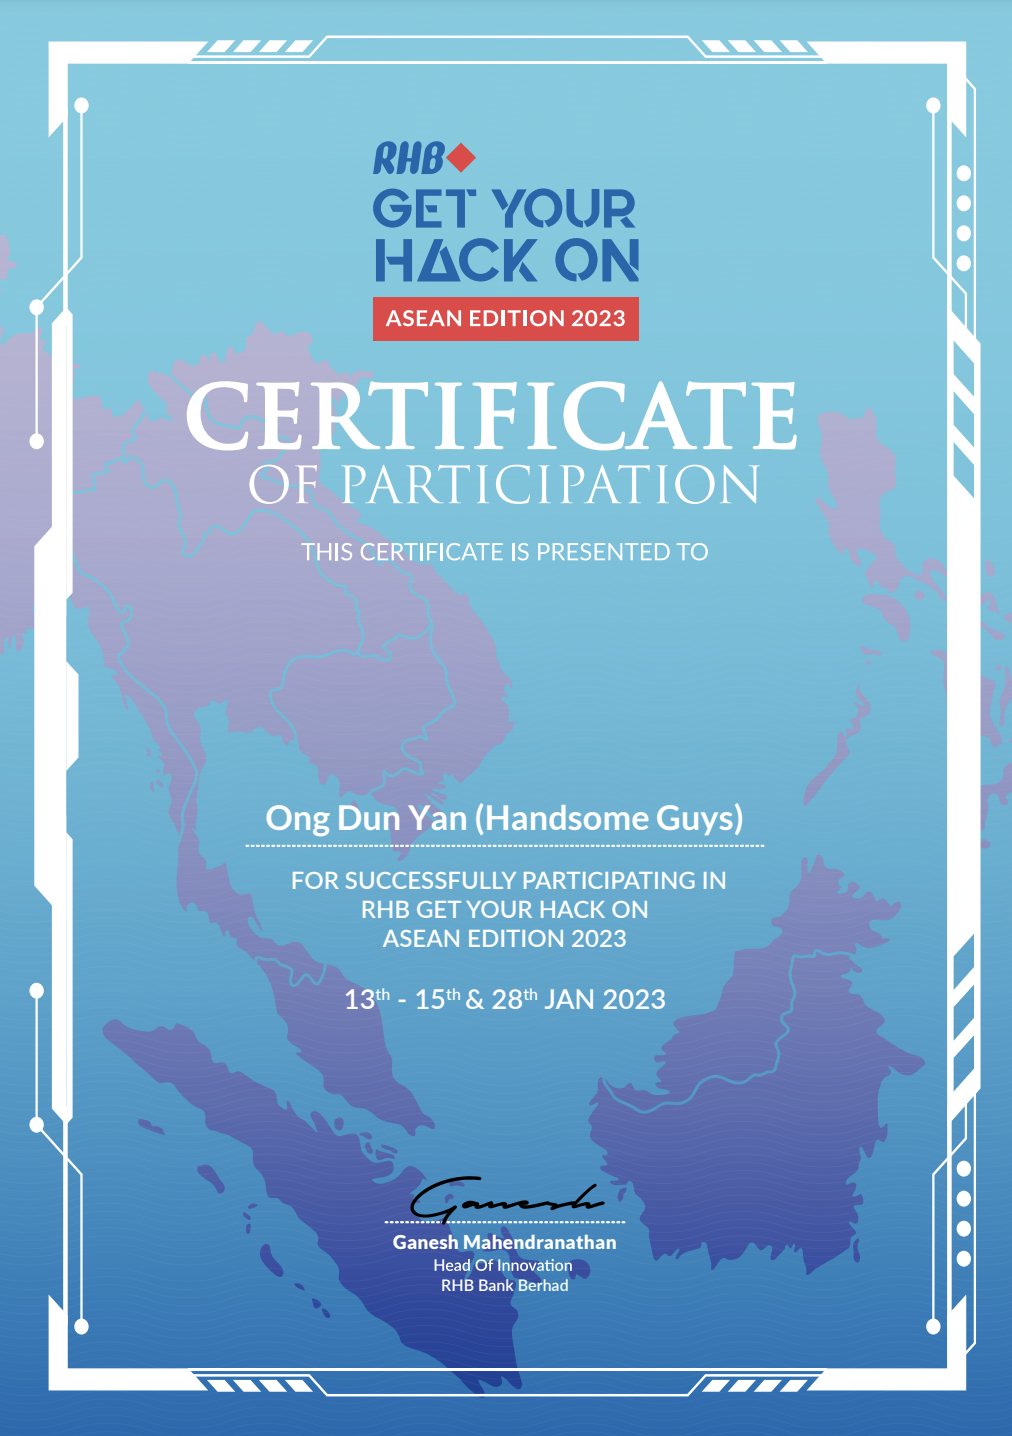 RHB
GET YOUR
HACK ON
ASEAN EDITION 2023
CERTIFICATE
OF PARTICIPATION
THIS CERTIFICATE IS PRESENTED TO
Ong Dun Yan (Handsome Guys)
FOR SUCCESSFULLY PARTICIPATING IN
RHB GET YOUR HACK ON
ASEAN EDITION 2023
13th - 15th & 28th JAN 2023
Ganesh
Ganesh Mahendranathan
Head Of Innovation
RHB Bank Berhad